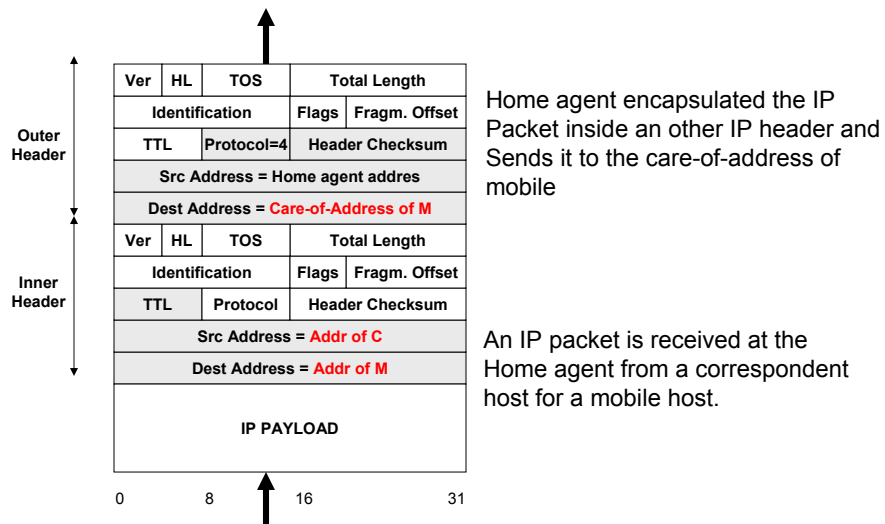 Ver HL TOS Total Length
Identification Flags Fragm. Offset
TTL Protocol=4 Header Checksum
Src Address = Home agent addres
Dest Address = Care-of-Address of M
Outer
Header
Home agent encapsulated the IP
Packet inside an other IP header and
Sends it to the care-of-address of
mobile
Ver HL TOS Total Length
Identification Flags Fragm. Offset
TTL Protocol Header Checksum
Src Address = Addr of C
Dest Address = Addr of M
Inner
Header
An IP packet is received at the
Home agent from a correspondent
host for a mobile host.
IP PAYLOAD
0 8 16 31